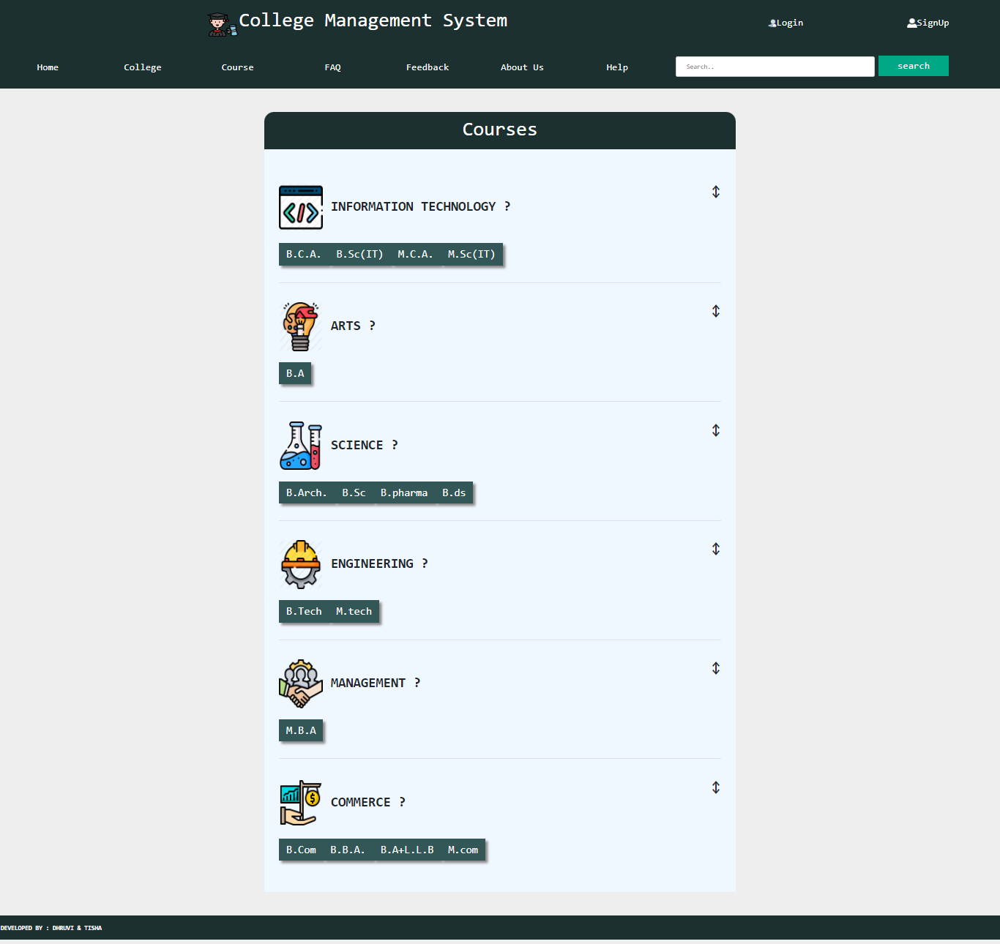 College Management System
Login
SignUp
Home College Course FAQ Feedback About Us Help Search.. search
Courses
INFORMATION TECHNOLOGY ?
B.C.A. B.Sc(IT) M.C.A. M.Sc(IT)
ARTS ?
B.A
SCIENCE ?
B.Arch. B.Sc B.pharma B.ds
ENGINEERING ?
B.Tech M.tech
MANAGEMENT ?
M.B.A
COMMERCE ?
B.Com B.B.A. B.A+L.L.B M.com
DEVELOPED BY : DHRUVI & TISHA